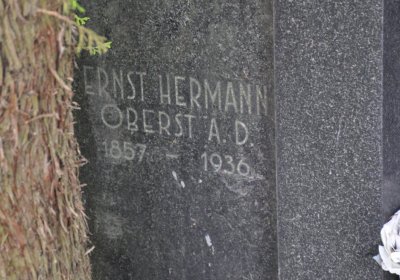 ERNST HERMANN
OBERST A.D.
1857 - 1936